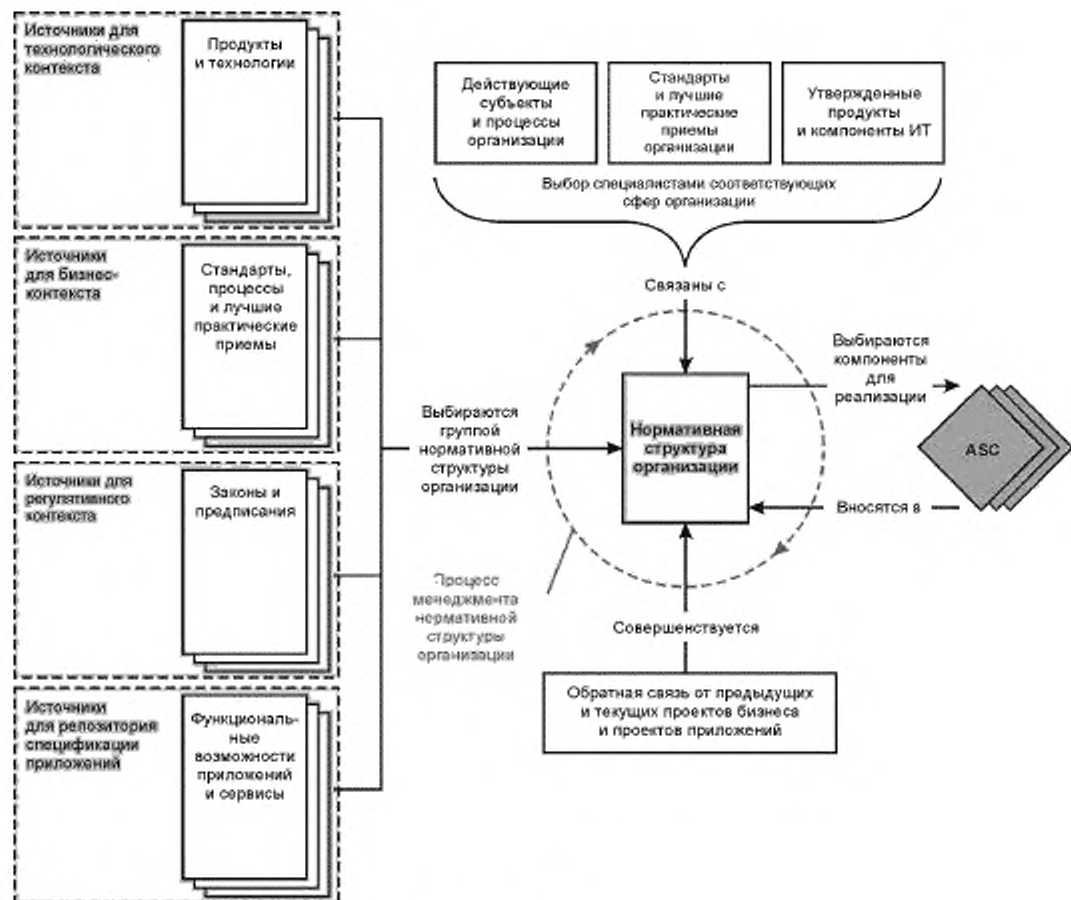 Источники для
технологического
контекста
Продукты
и технологии
Источники
для бизнес-
контекста
Стандарты,
процессы
и лучшие
практические
приемы
Источники для
регулятивного
контекста
Законы и
предписания
Источники
для репозитория
спецификации
приложений
Функциональ-
ные
возможности
приложений
и сервисы
Выбираются
группой
нормативной
структуры
организации
Действующие
субъекты
и процессы
организации
Стандарты
и лучшие
практические
приемы
организации
Утвержденные
продукты
и компоненты ИТ
Выбор специалистами соответствующих
сфер организации
Связаны с
Нормативная
структура
организации
Выбираются
компоненты
для
реализации
ASC
Вносятся в
Процесс
менеджмента
нормативной
структуры
организации
Совершенствуется
Обратная связь от предыдущих
и текущих проектов бизнеса
и проектов приложений